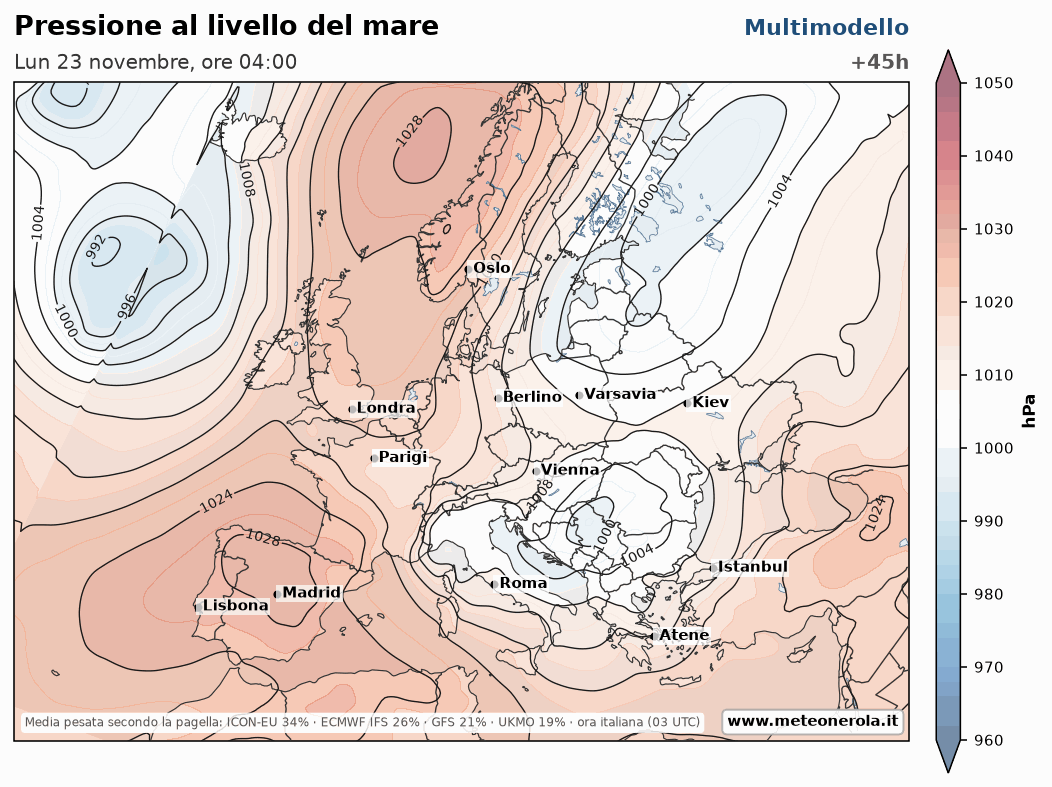 Pressione al livello del mare
Multimodello
Lun 23 novembre, ore 04:00
+45h
1050
1040
1030
1020
1010
1000
990
980
970
960
hPa
1028
1008
1004
1004
1000
992
996
1000
Oslo
Londra
Berlino
Varsavia
Kiev
Parigi
Vienna
1008
1024
1028
1000
1004
1024
Istanbul
Roma
Madrid
Lisbona
Atene
Media pesata secondo la pagella: ICON-EU 34% · ECMWF IFS 26% · GFS 21% · UKMO 19% · ora italiana (03 UTC)
www.meteonerola.it